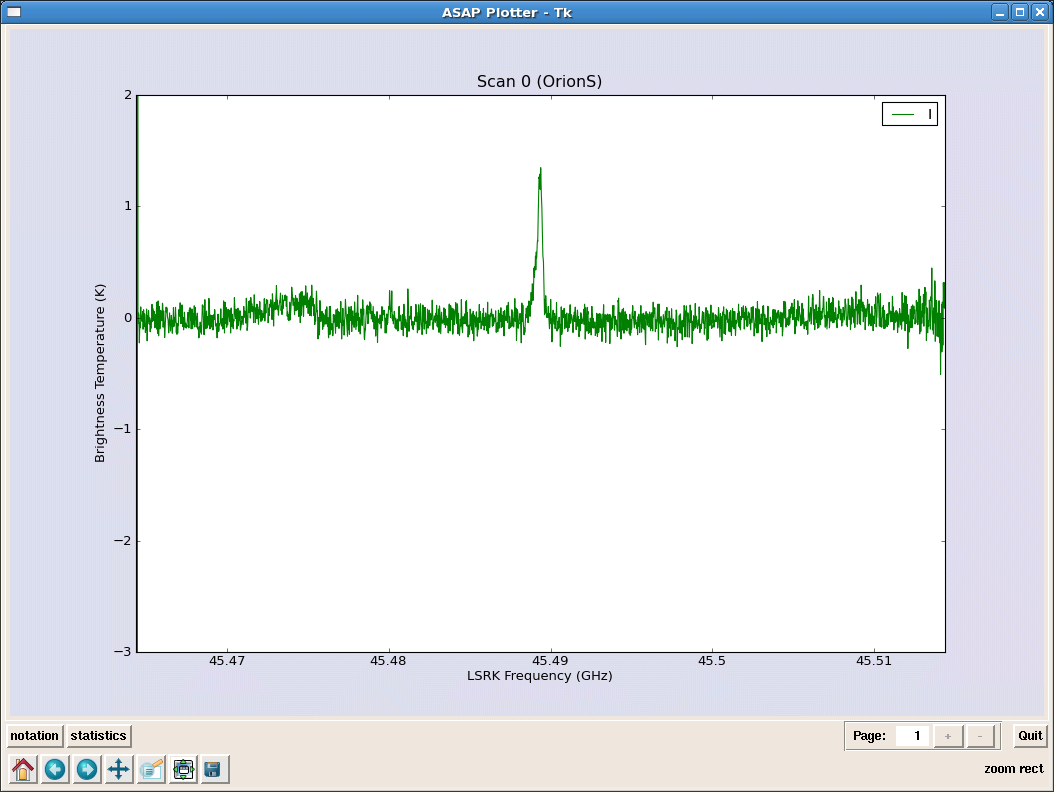 ASAP Plotter - Tk
Scan 0 (OrionS)
I
2
1
0
−1
−2
−3
Brightness Temperature (K)
45.47 45.48 45.49 45.5 45.51
LSRK Frequency (GHz)
notation statistics Page: 1 + - Quit
zoom rect